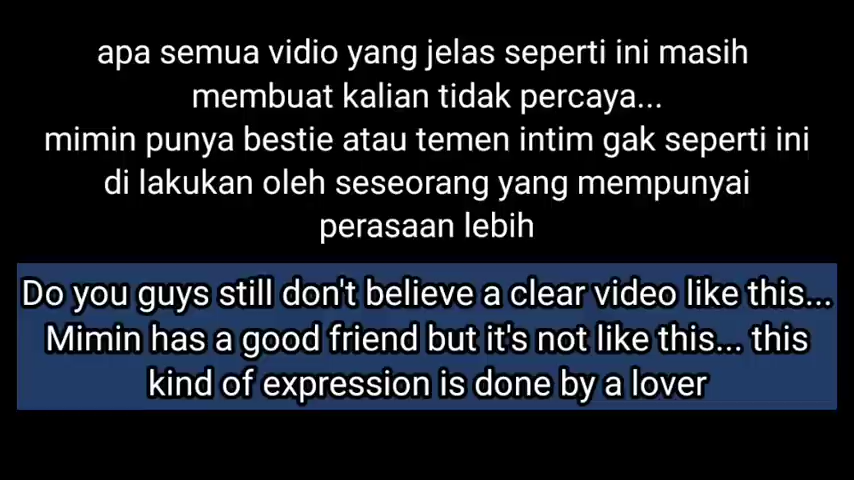 apa semua vidio yang jelas seperti ini masih
membuat kalian tidak percaya...
mimin punya bestie atau temen intim gak seperti ini
di lakukan oleh seseorang yang mempunyai
perasaan lebih
Do you guys still don't believe a clear video like this...
Mimin has a good friend but it's not like this... this
kind of expression is done by a lover